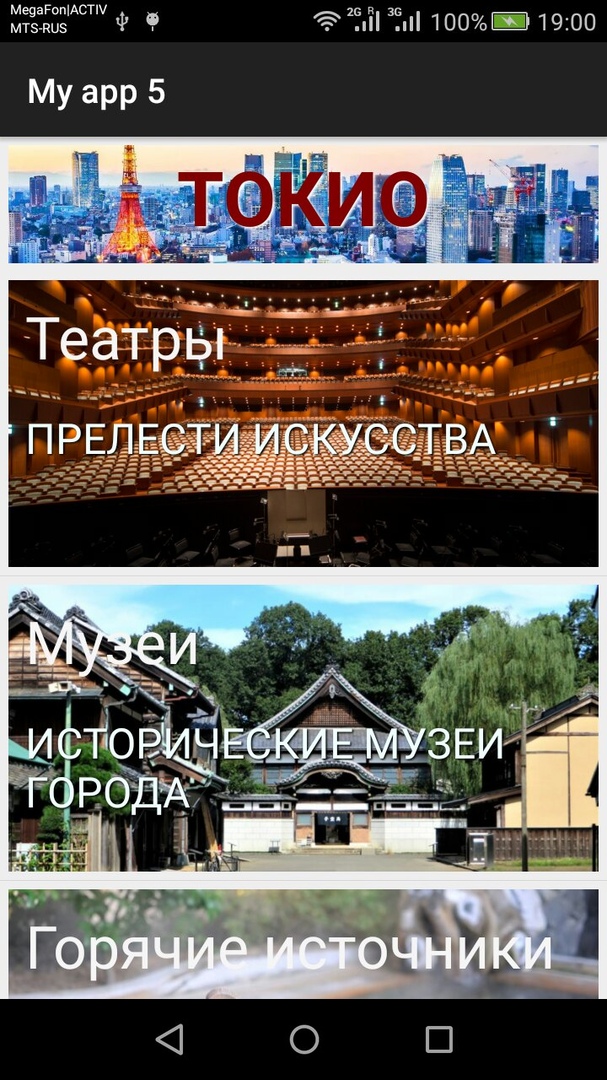 MegaFon|ACTIV
MTS-RUS
2G R 3G 100% 19:00
My app 5
ТОКИО
Театры
ПРЕЛЕСТИ ИСКУССТВА
Музеи
ИСТОРИЧЕСКИЕ МУЗЕИ
ГОРОДА
Горячие источники